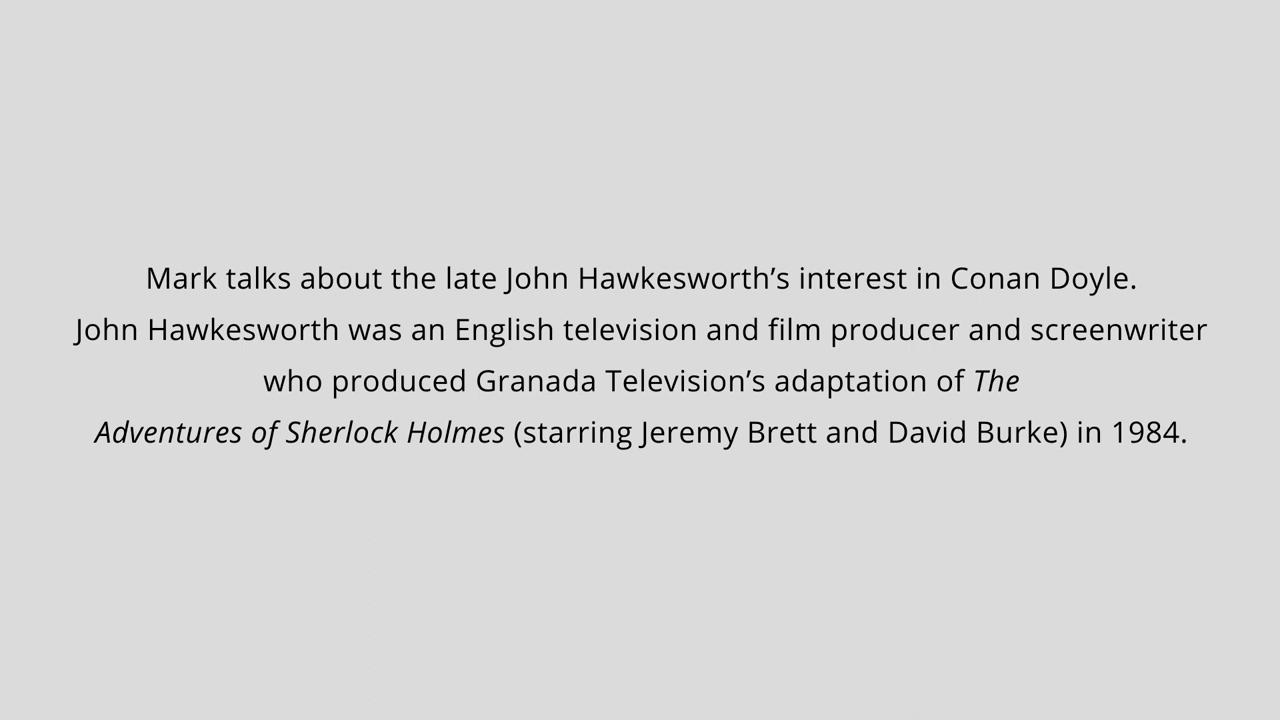 Mark talks about the late John Hawkesworth’s interest in Conan Doyle.
John Hawkesworth was an English television and film producer and screenwriter
who produced Granada Television’s adaptation of The
Adventures of Sherlock Holmes (starring Jeremy Brett and David Burke) in 1984.